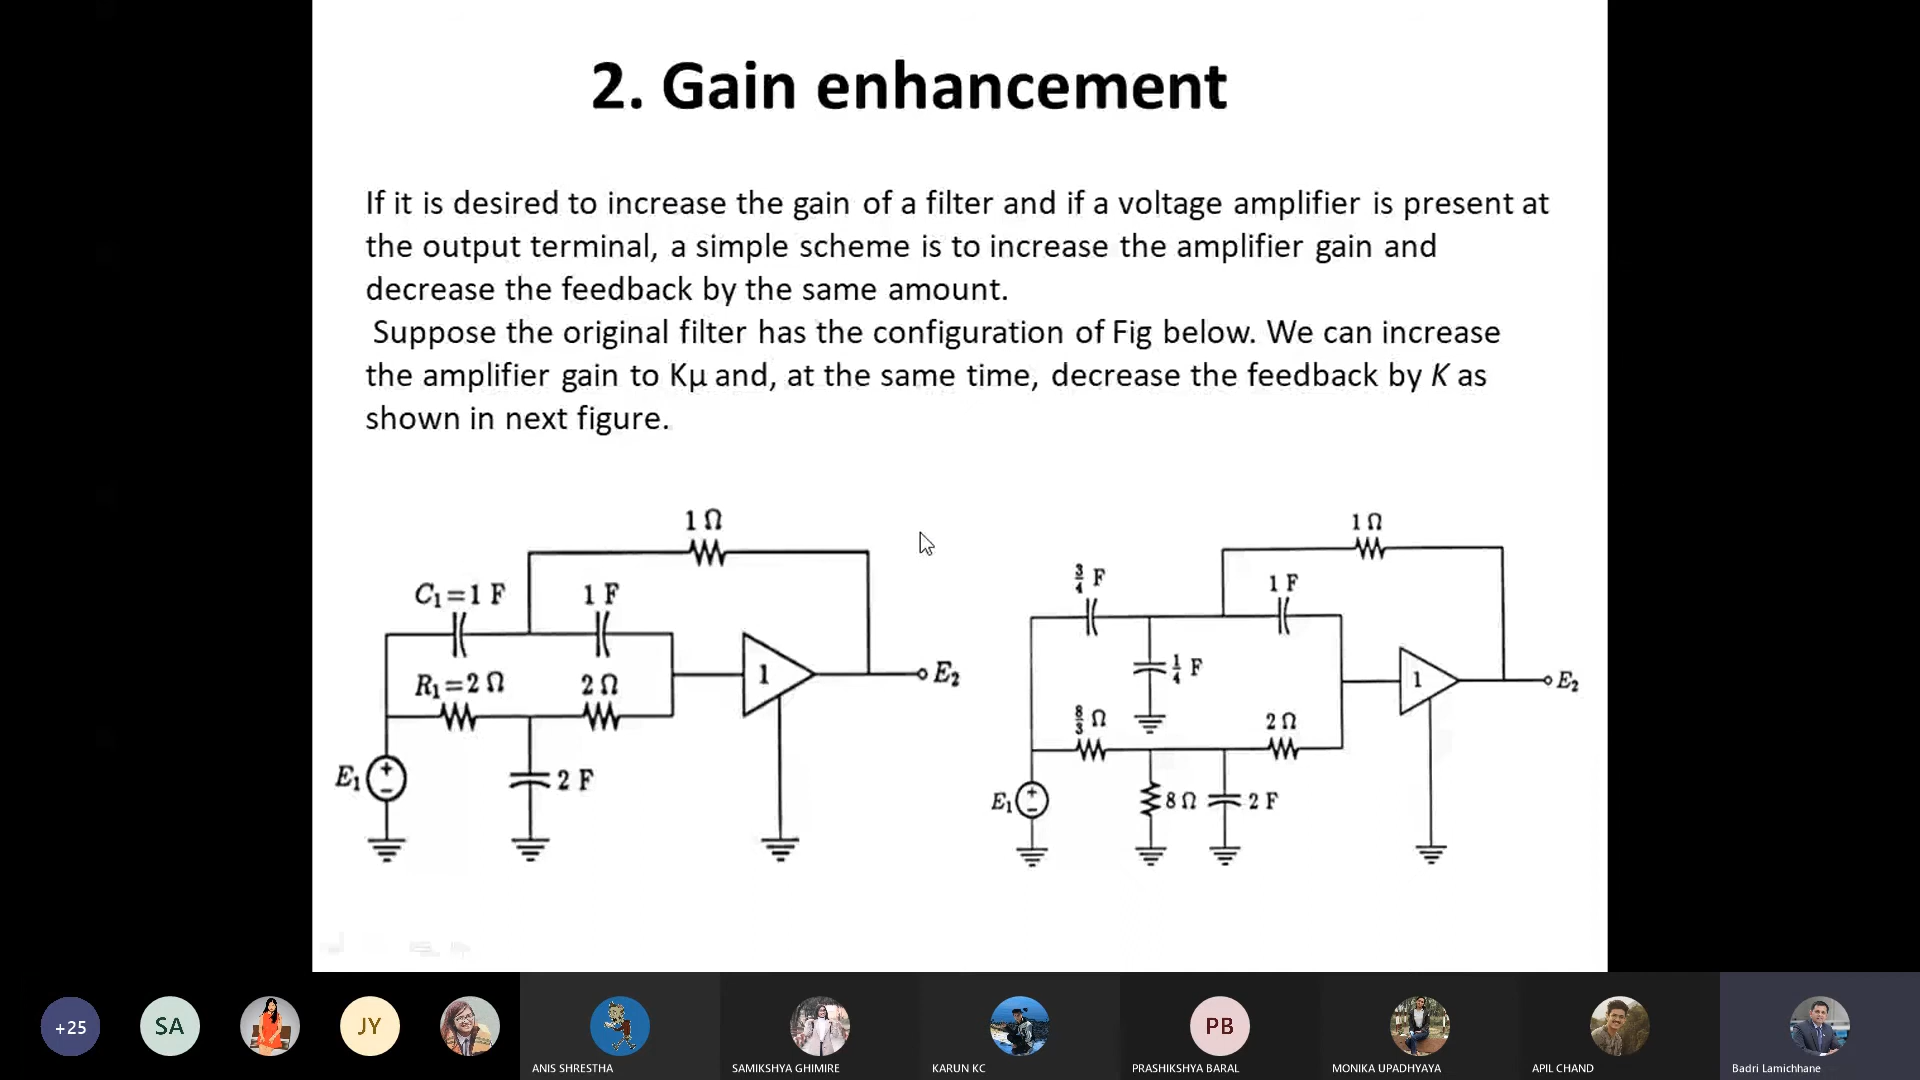 2. Gain enhancement
If it is desired to increase the gain of a filter and if a voltage amplifier is present at
the output terminal, a simple scheme is to increase the amplifier gain and
decrease the feedback by the same amount.
Suppose the original filter has the configuration of Fig below. We can increase
the amplifier gain to Kμ and, at the same time, decrease the feedback by K as
shown in next figure.
1 Ω
C₁=1 F
1 F
R₁=2 Ω
2 Ω
1
E₂
E₁
+
−
2 F
1 Ω
3/4 F
1 F
1/4 F
8/3 Ω
2 Ω
1
E₂
E₁
+
−
8 Ω
2 F
+25
SA
JY
PB
ANIS SHRESTHA
SAMIKSHYA GHIMIRE
KARUN KC
PRASHIKSHYA BARAL
MONIKA UPADHYAYA
APIL CHAND
Badri Lamichhane